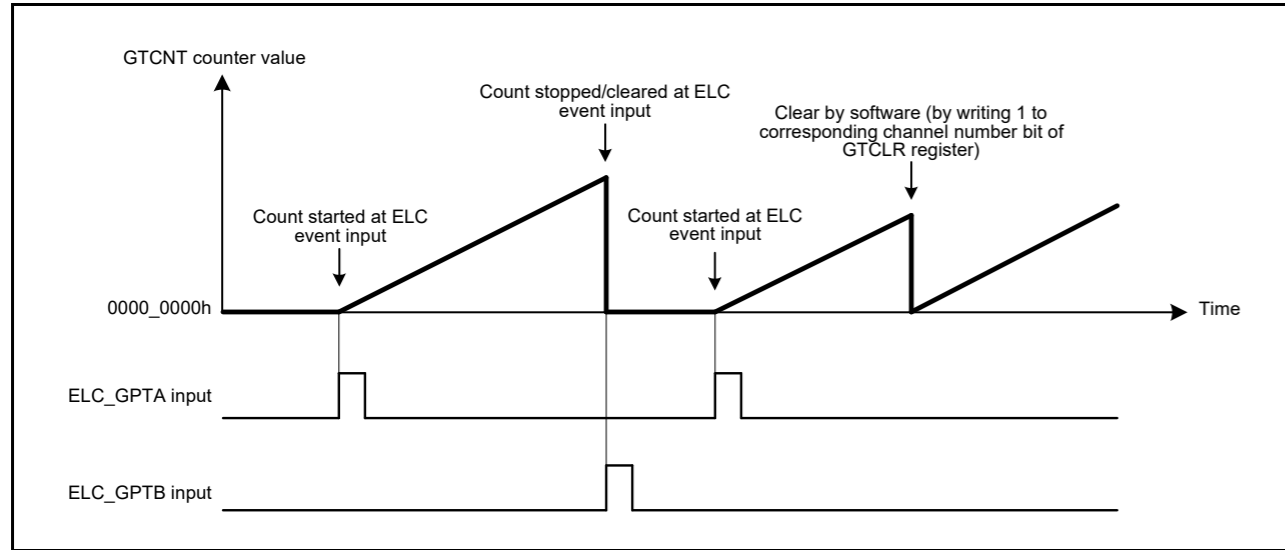 GTCNT counter value
Count stopped/cleared at ELC
event input
Clear by software (by writing 1 to
corresponding channel number bit of
GTCLR register)
Count started at ELC
event input
Count started at ELC
event input
0000_0000h
Time
ELC_GPTA input
ELC_GPTB input